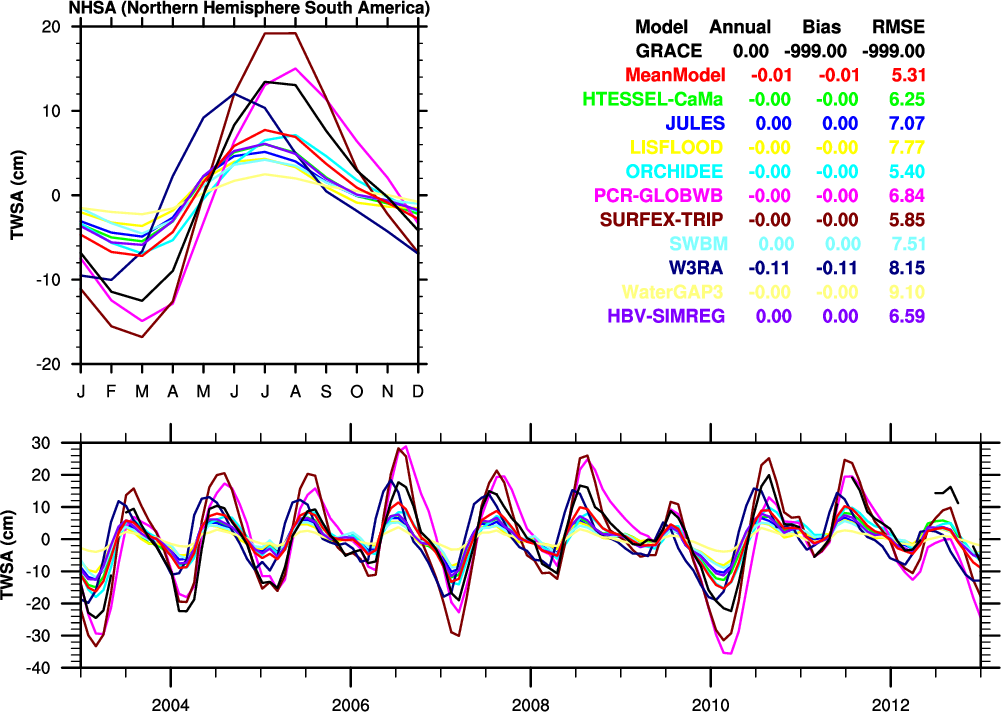 NHSA (Northern Hemisphere South America)
20
10
0
-10
-20
TWSA (cm)
J F M A M J J A S O N D
Model Annual Bias RMSE
GRACE 0.00 -999.00 -999.00
MeanModel -0.01 -0.01 5.31
HTESSEL-CaMa -0.00 -0.00 6.25
JULES 0.00 0.00 7.07
LISFLOOD -0.00 -0.00 7.77
ORCHIDEE -0.00 -0.00 5.40
PCR-GLOBWB -0.00 -0.00 6.84
SURFEX-TRIP -0.00 -0.00 5.85
SWBM 0.00 0.00 7.51
W3RA -0.11 -0.11 8.15
WaterGAP3 -0.00 -0.00 9.10
HBV-SIMREG 0.00 0.00 6.59
30
20
10
0
-10
-20
-30
-40
TWSA (cm)
2004 2006 2008 2010 2012